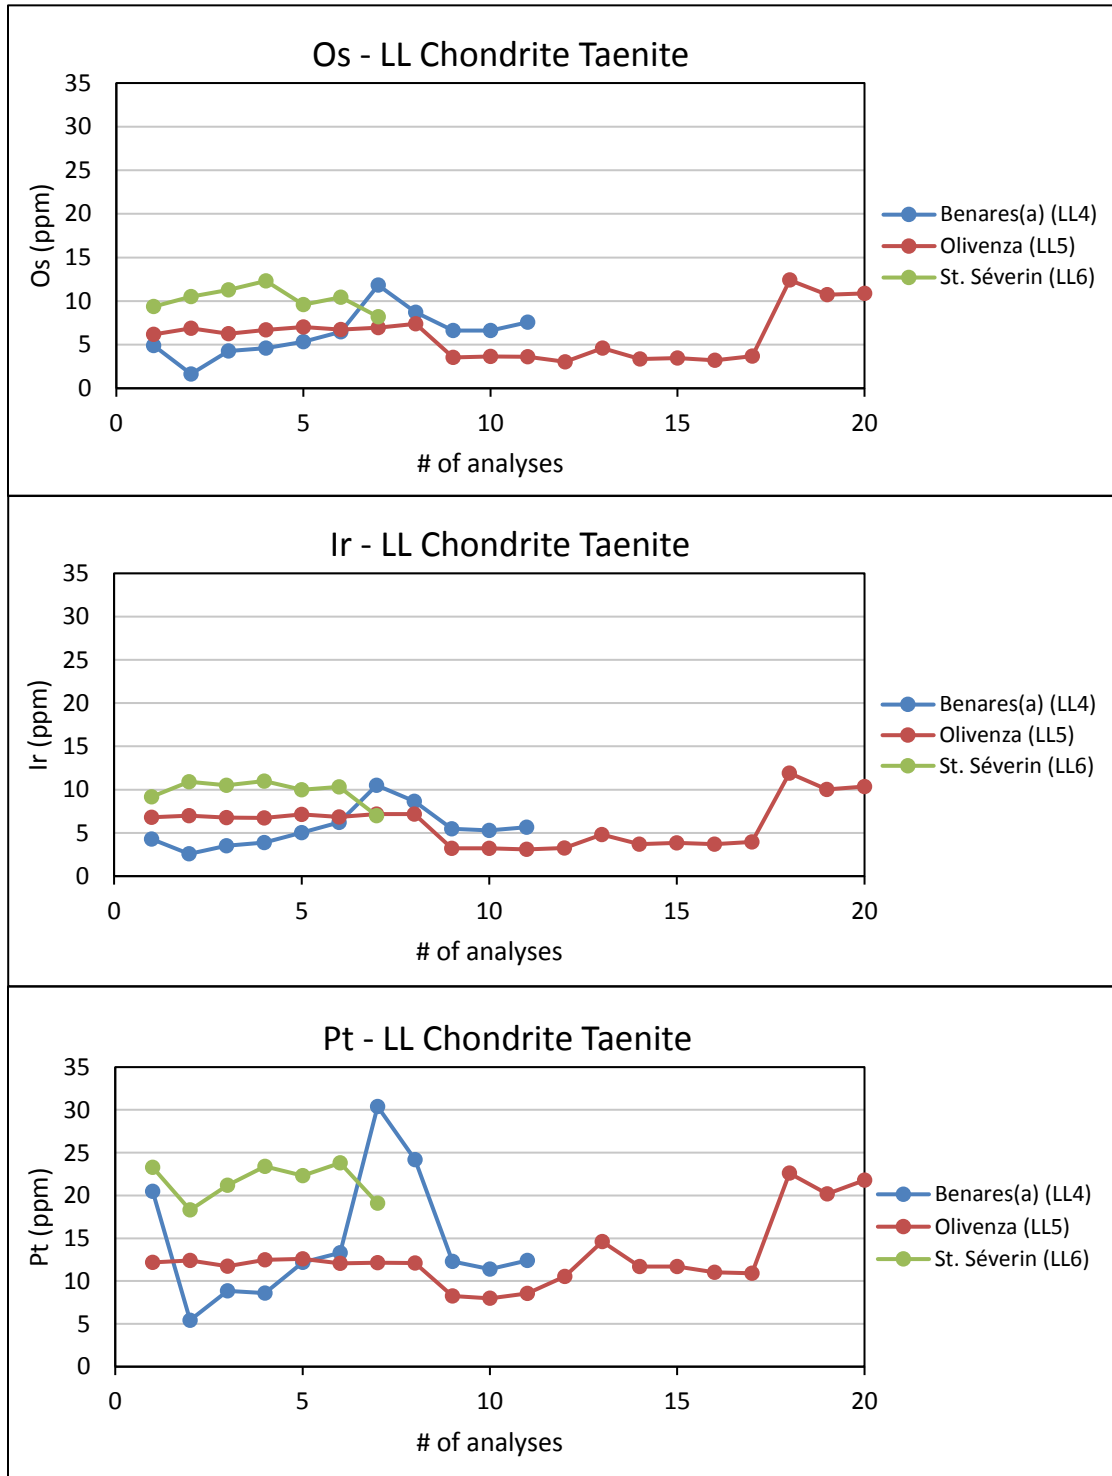 Os - LL Chondrite Taenite
35
30
25
20
15
10
5
0
Os (ppm)
0 5 10 15 20
# of analyses
Benares(a) (LL4)
Olivenza (LL5)
St. Séverin (LL6)
Ir - LL Chondrite Taenite
35
30
25
20
15
10
5
0
Ir (ppm)
0 5 10 15 20
# of analyses
Benares(a) (LL4)
Olivenza (LL5)
St. Séverin (LL6)
Pt - LL Chondrite Taenite
35
30
25
20
15
10
5
0
Pt (ppm)
0 5 10 15 20
# of analyses
Benares(a) (LL4)
Olivenza (LL5)
St. Séverin (LL6)